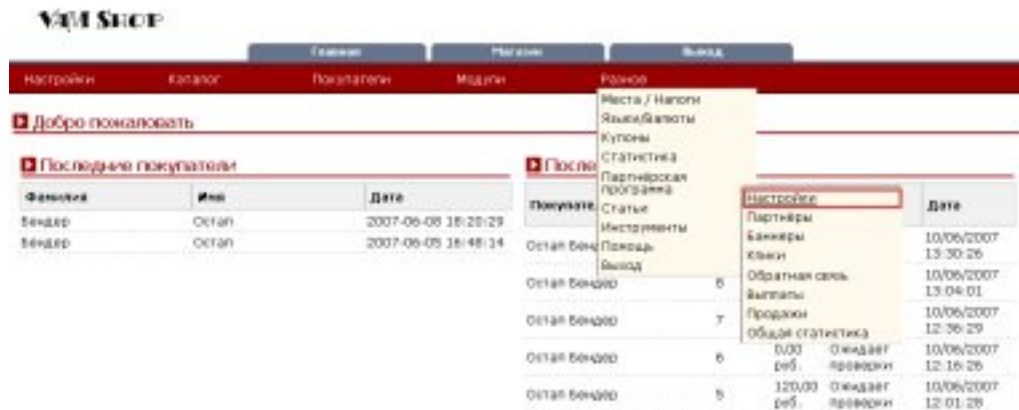 VaM Shop
Главная Магазин Выход
Настройки Каталог Покупатели Модули Разное
Места / Налоги
Языки/Валюты
Купоны
Статистика
Партнёрская
программа
Статьи
Инструменты
Помощь
Выход
Настройки
Партнёры
Баннеры
Клики
Обратная связь
Выплаты
Продажи
Общая статистика
Добро пожаловать
Последние покупатели
Фамилия Имя Дата
Бендер Остап 2007-06-08 18:20:29
Бендер Остап 2007-06-05 16:48:14
После
Покупате Дата
Остап Бенд 10/06/2007
13:30:26
Остап Бендер 8 10/06/2007
13:04:01
Остап Бендер 7 10/06/2007
12:36:29
Остап Бендер 6 0,00 Ожидает 10/06/2007
руб. проверки 12:16:26
Остап Бендер 5 120,00 Ожидает 10/06/2007
руб. проверки 12:01:28